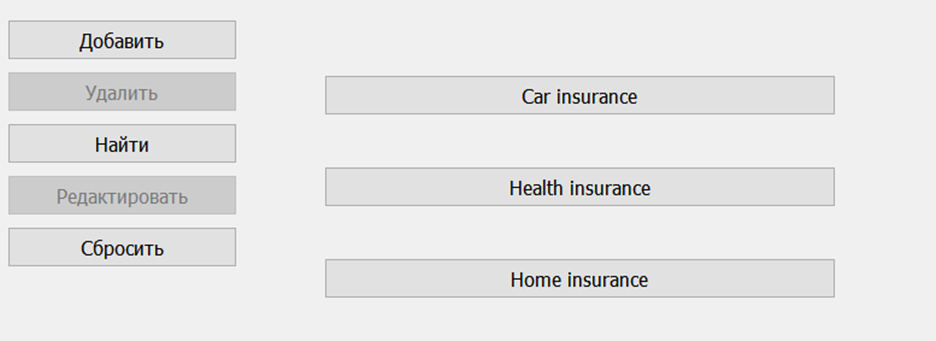 Добавить
Удалить
Найти
Редактировать
Сбросить
Car insurance
Health insurance
Home insurance